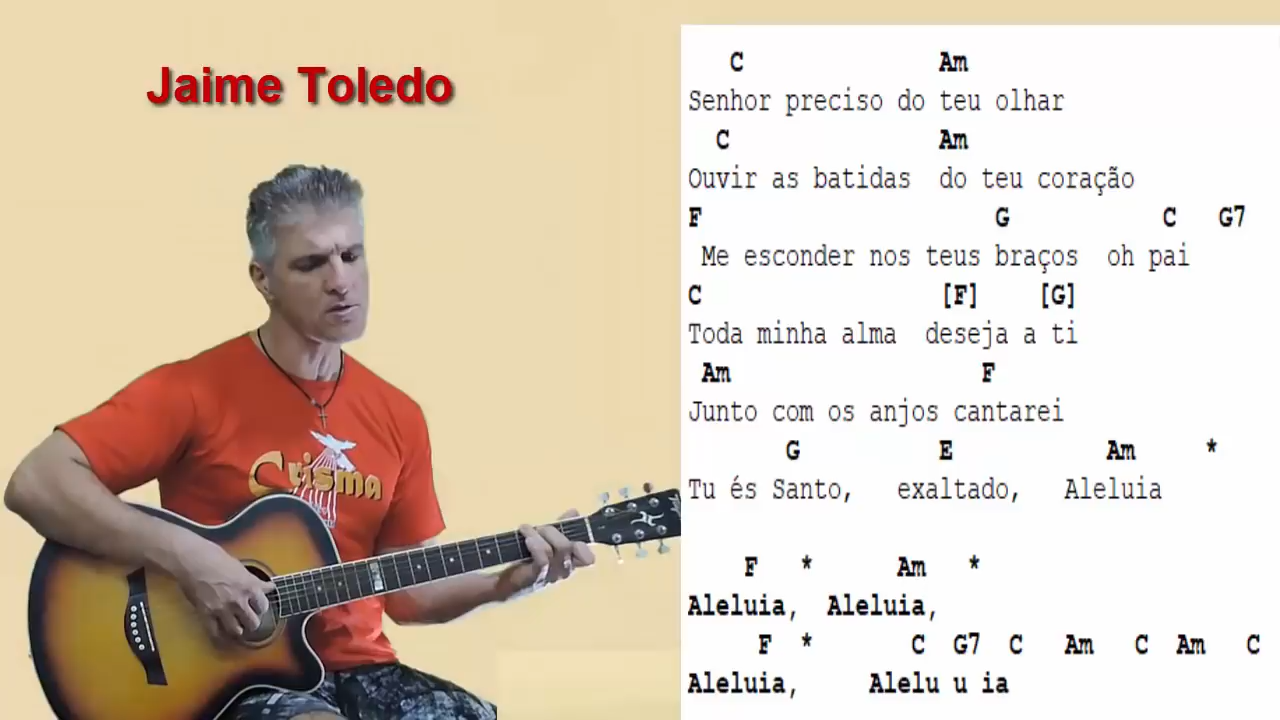 Jaime Toledo
Crisma
C Am
Senhor preciso do teu olhar
C Am
Ouvir as batidas do teu coração
F G C G7
Me esconder nos teus braços oh pai
C [F] [G]
Toda minha alma deseja a ti
Am F
Junto com os anjos cantarei
G E Am *
Tu és Santo, exaltado, Aleluia
F * Am *
Aleluia, Aleluia,
F * C G7 C Am C Am C
Aleluia, Alelu u ia